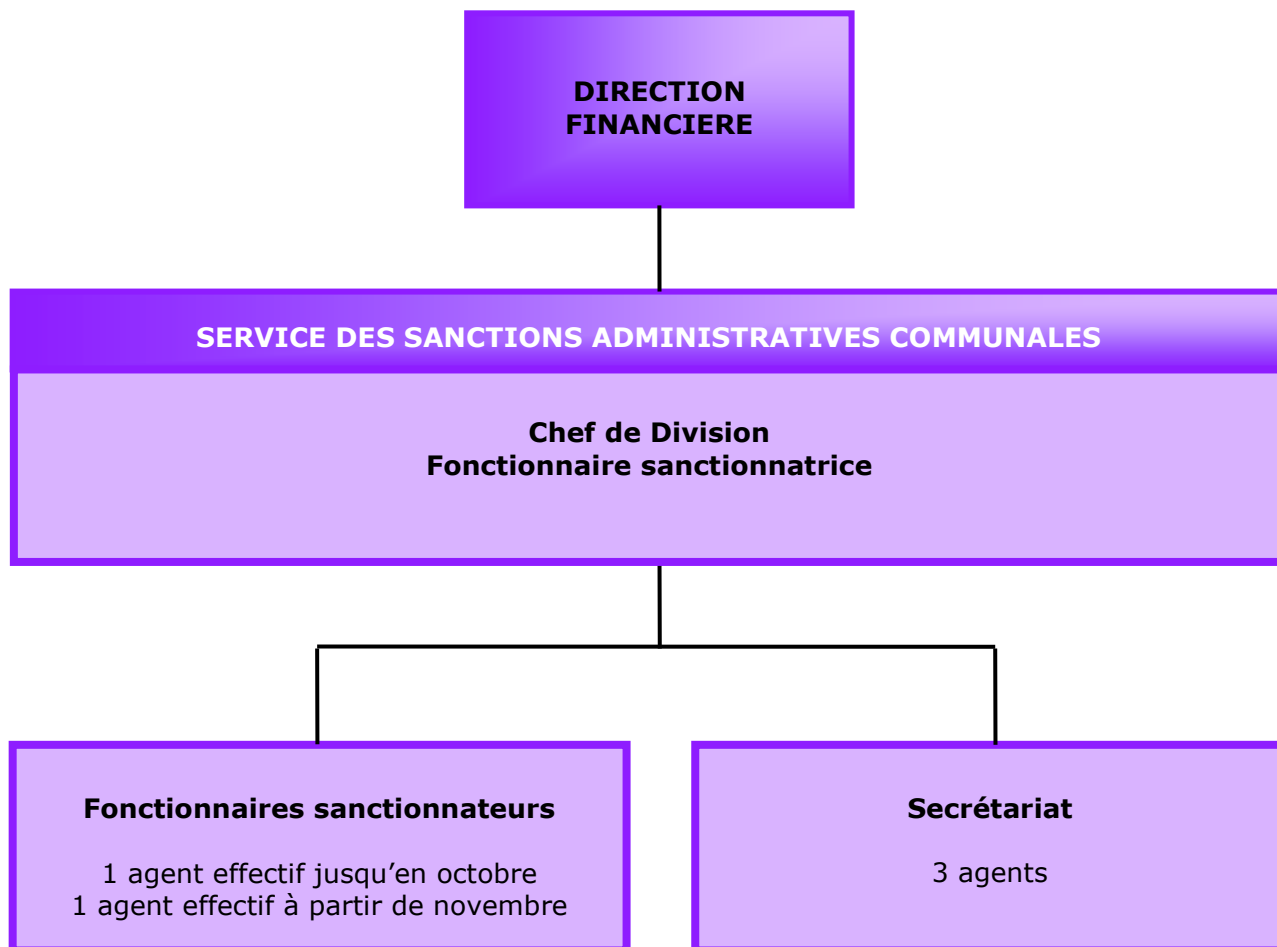 DIRECTION
FINANCIERE
SERVICE DES SANCTIONS ADMINISTRATIVES COMMUNALES
Chef de Division
Fonctionnaire sanctionnatrice
Fonctionnaires sanctionnateurs
1 agent effectif jusqu’en octobre
1 agent effectif à partir de novembre
Secrétariat
3 agents